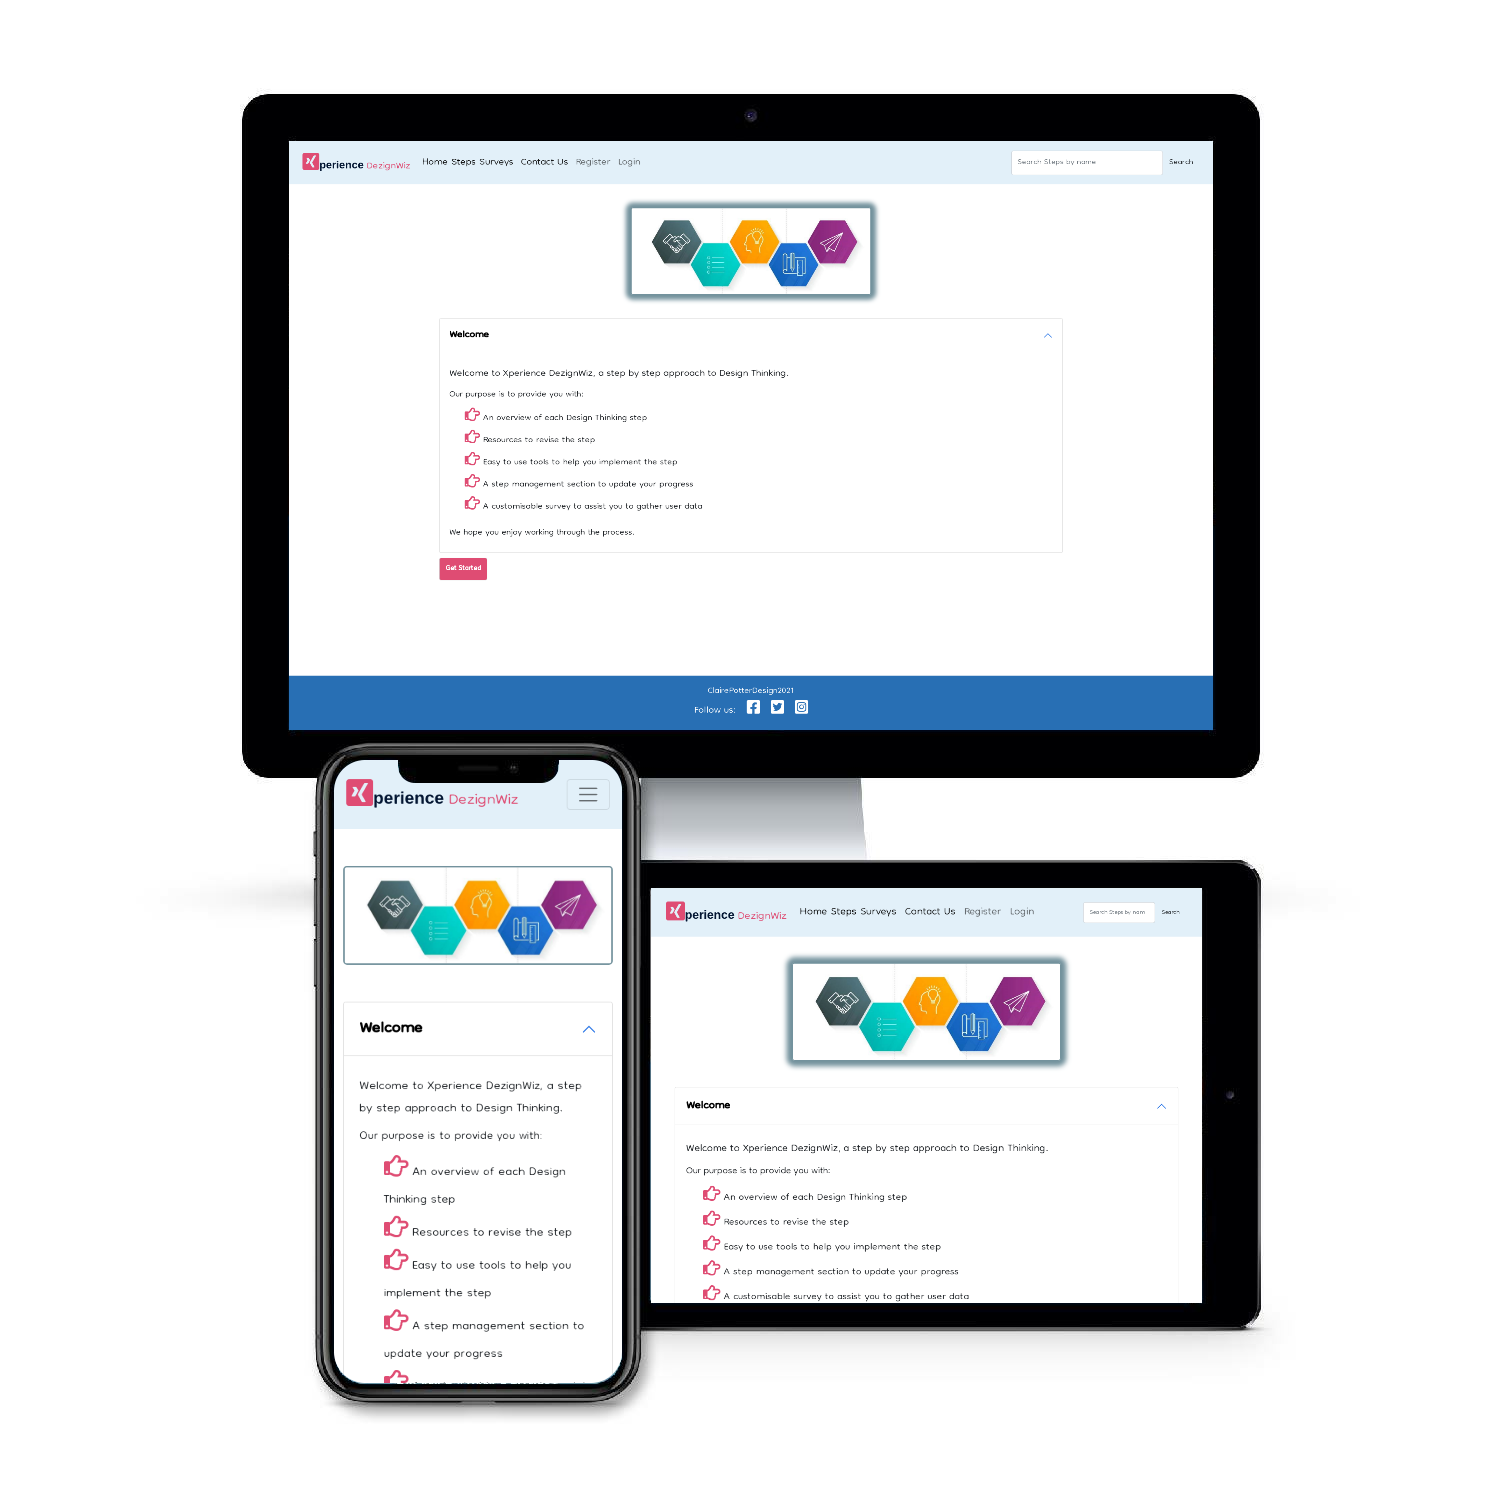 Xperience DezignWiz Home Steps Surveys Contact Us Register Login Search Steps by name Search
Welcome
Welcome to Xperience DezignWiz, a step by step approach to Design Thinking.
Our purpose is to provide you with:
An overview of each Design Thinking step
Resources to revise the step
Easy to use tools to help you implement the step
A step management section to update your progress
A customisable survey to assist you to gather user data
We hope you enjoy working through the process.
Get Started
ClairePotterDesign2021
Follow us:
Xperience DezignWiz
Welcome
Welcome to Xperience DezignWiz, a step
by step approach to Design Thinking.
Our purpose is to provide you with:
An overview of each Design
Thinking step
Resources to revise the step
Easy to use tools to help you
implement the step
A step management section to
update your progress
Xperience DezignWiz Home Steps Surveys Contact Us Register Login Search Steps by nam Search
Welcome
Welcome to Xperience DezignWiz, a step by step approach to Design Thinking.
Our purpose is to provide you with:
An overview of each Design Thinking step
Resources to revise the step
Easy to use tools to help you implement the step
A step management section to update your progress
A customisable survey to assist you to gather user data